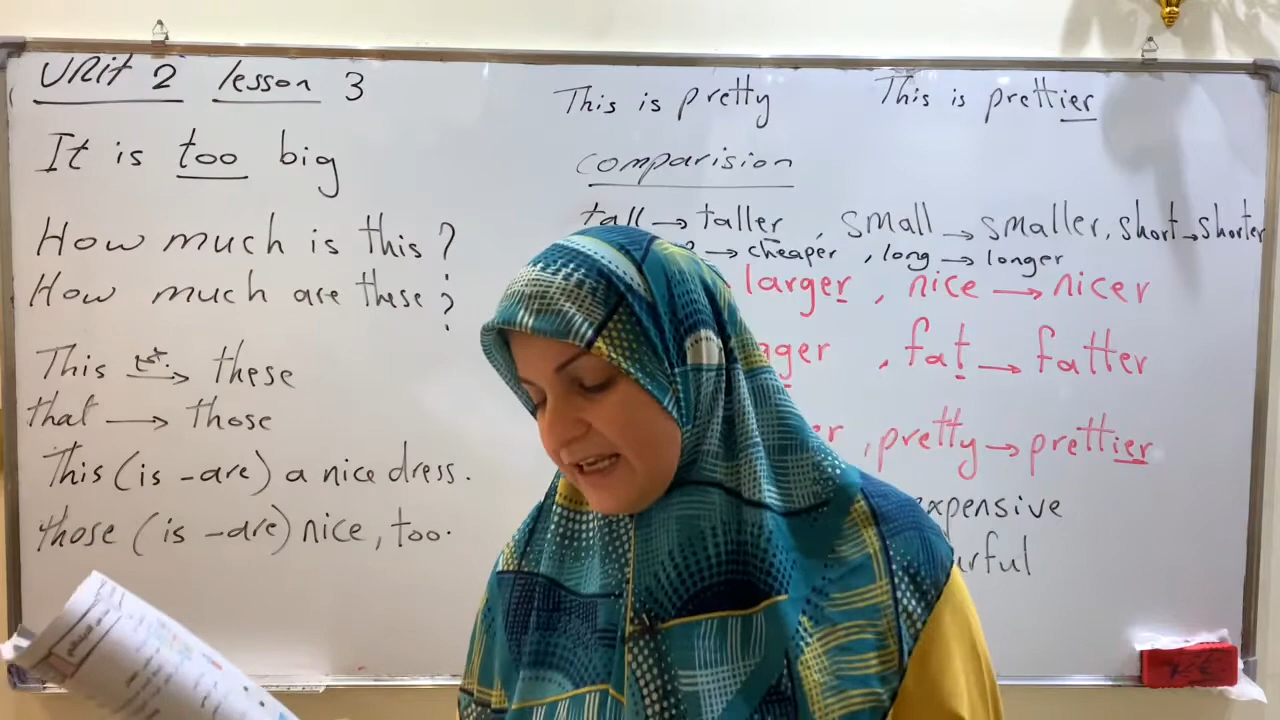 Unit 2 lesson 3
It is too big
How much is this?
How much are these?
This → these
that → those
This (is - are) a nice dress.
those (is - are) nice, too.
This is pretty This is prettier
comparision
tall → taller, small → smaller, short → shorter
→ cheaper, long → longer
larger, nice → nicer
, fat → fatter
, pretty → prettier